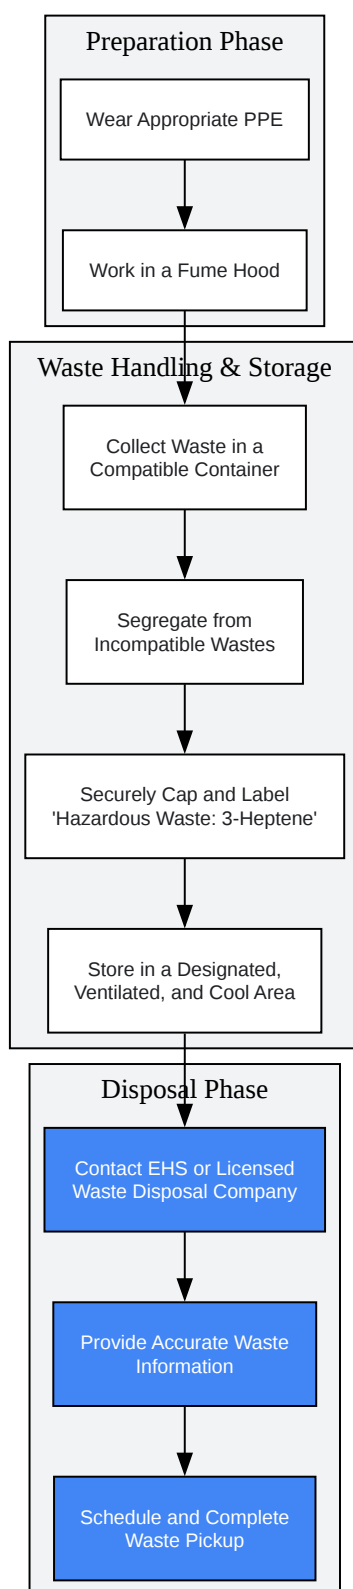 Preparation Phase
Wear Appropriate PPE
Work in a Fume Hood
Waste Handling & Storage
Collect Waste in a
Compatible Container
Segregate from
Incompatible Wastes
Securely Cap and Label
'Hazardous Waste: 3-Heptene'
Store in a Designated,
Ventilated, and Cool Area
Disposal Phase
Contact EHS or Licensed
Waste Disposal Company
Provide Accurate Waste
Information
Schedule and Complete
Waste Pickup